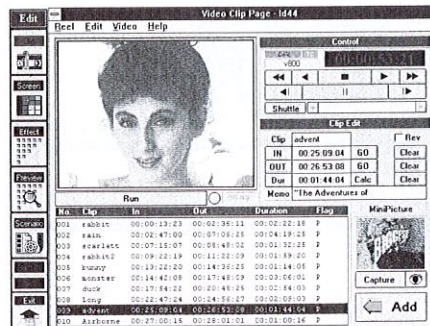 Edit
Video Clip Page - Id44
Reel Edit Video Help
Screen
Effect
Preview
Scenario
Exit
Control
v800
00:00:53:21
Shuttle
Clip Edit
Clip advent Rev
IN 00:25:09:04 GO Clear
OUT 00:26:53:08 GO Clear
Dur 00:01:44:04 Calc Clear
Memo "The Adventures of
Run
No. Clip In Out Duration Flag
001 rabbit 00:00:13:23 00:02:36:11 00:02:22:18 P
002 rain 00:02:47:00 00:07:06:25 00:04:19:25 P
003 scarlett 00:07:15:07 00:08:49:02 P
004 rabbit2 00:09:22:19 00:11:22:09 P
005 bunny 00:13:22:20 00:14:36:25 00:01:14:05 P
006 monster 00:14:42:08 00:17:48:09 00:03:06:01 P
007 duck 00:17:54:22 00:20:48:25 00:02:54:03 P
008 long 00:22:47:24 00:24:56:27 00:02:09:03 P
009 advent 00:25:09:04 00:26:53:08 00:01:44:04 P
010 Airborne 00:27:00:15 00:28:01:01 00:01:00:16 P
MiniPicture
Capture
Add